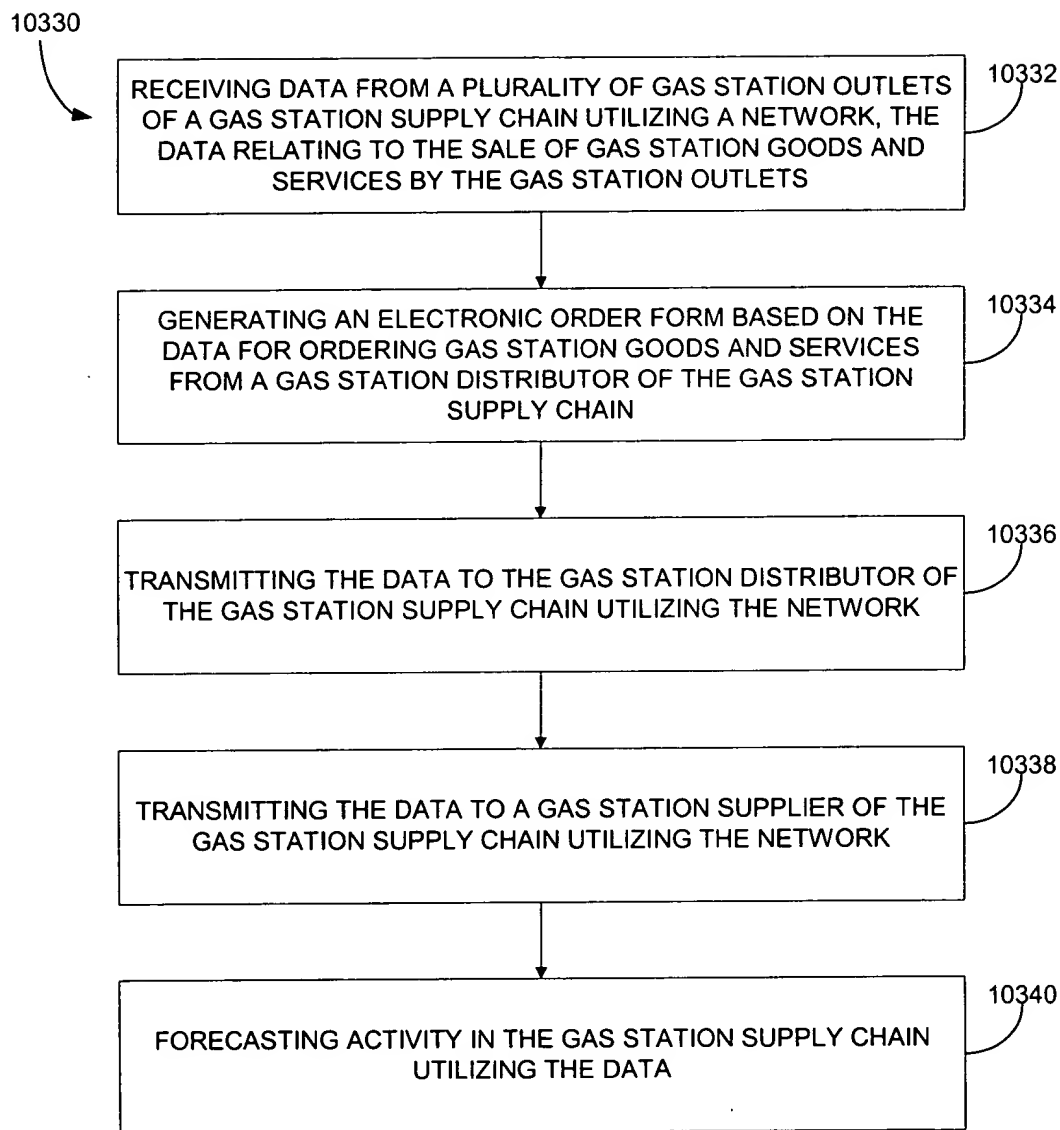 10330
10332
RECEIVING DATA FROM A PLURALITY OF GAS STATION OUTLETS
OF A GAS STATION SUPPLY CHAIN UTILIZING A NETWORK, THE
DATA RELATING TO THE SALE OF GAS STATION GOODS AND
SERVICES BY THE GAS STATION OUTLETS
10334
GENERATING AN ELECTRONIC ORDER FORM BASED ON THE
DATA FOR ORDERING GAS STATION GOODS AND SERVICES
FROM A GAS STATION DISTRIBUTOR OF THE GAS STATION
SUPPLY CHAIN
10336
TRANSMITTING THE DATA TO THE GAS STATION DISTRIBUTOR OF
THE GAS STATION SUPPLY CHAIN UTILIZING THE NETWORK
10338
TRANSMITTING THE DATA TO A GAS STATION SUPPLIER OF THE
GAS STATION SUPPLY CHAIN UTILIZING THE NETWORK
10340
FORECASTING ACTIVITY IN THE GAS STATION SUPPLY CHAIN
UTILIZING THE DATA